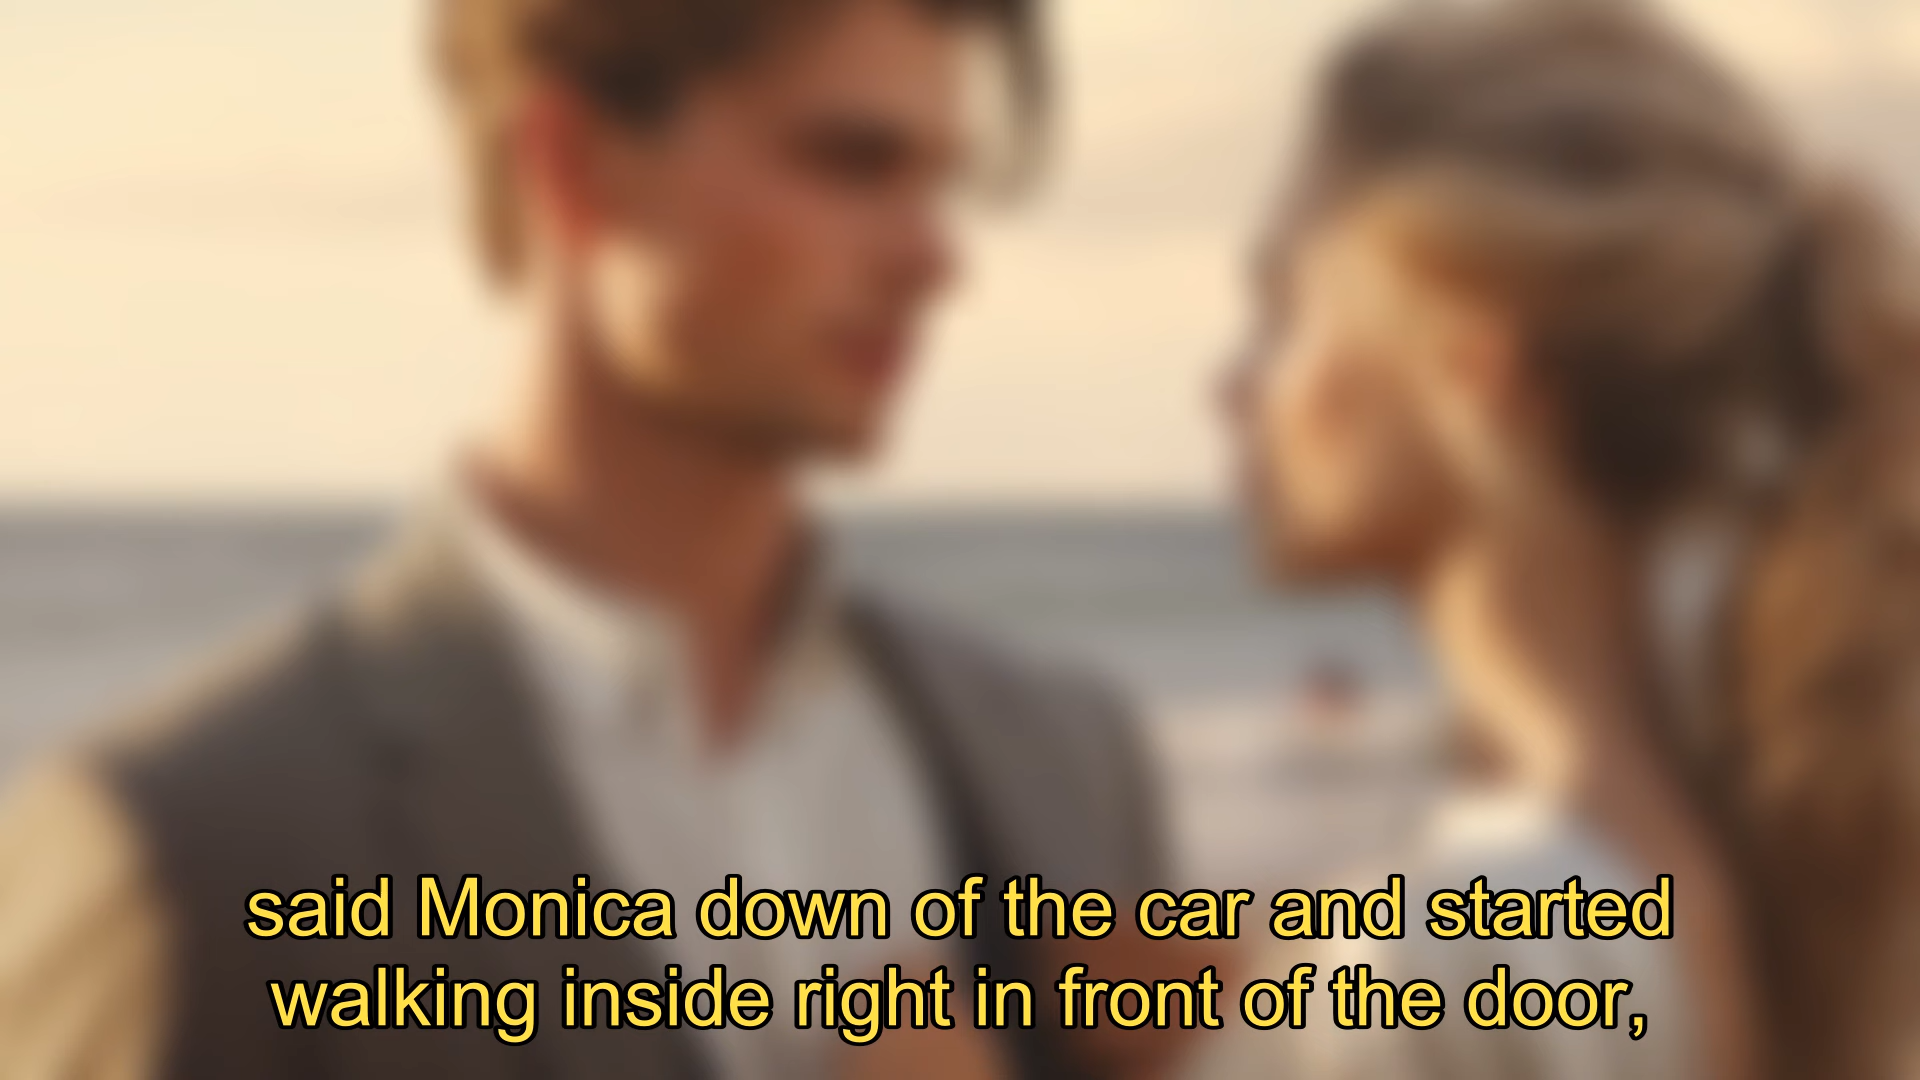 said Monica down of the car and started
walking inside right in front of the door,